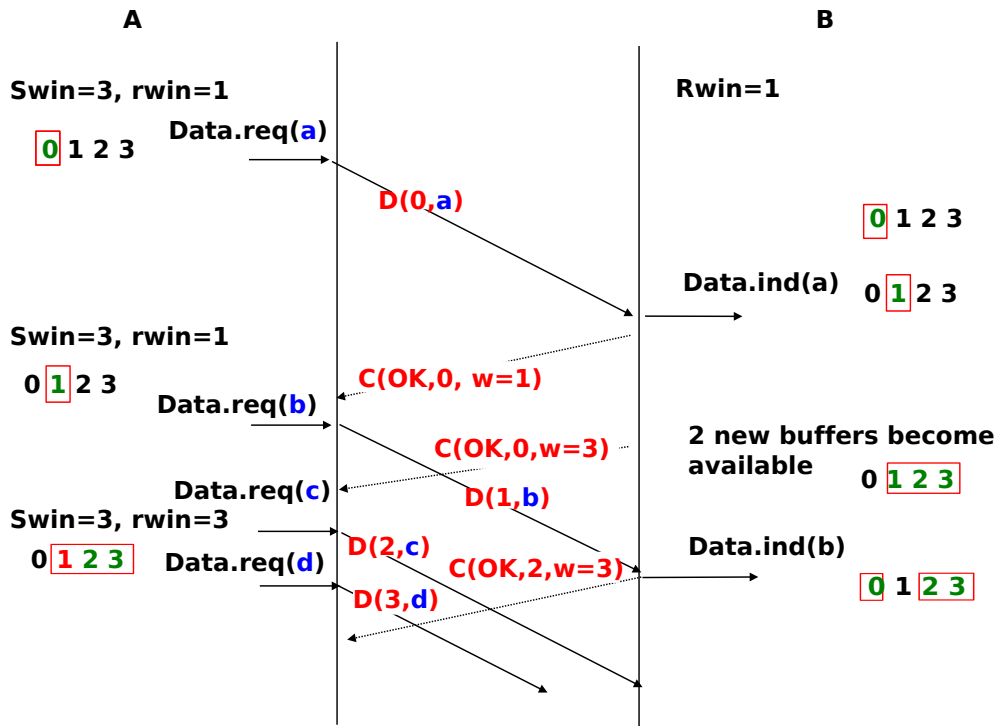 A
B
Swin=3, rwin=1
Rwin=1
Data.req(a)
0 1 2 3
D(0,a)
0 1 2 3
Data.ind(a)
0 1 2 3
Swin=3, rwin=1
C(OK,0, w=1)
0 1 2 3
Data.req(b)
2 new buffers become
available
C(OK,0,w=3)
0 1 2 3
Data.req(c)
D(1,b)
Swin=3, rwin=3
D(2,c)
Data.ind(b)
0 1 2 3
Data.req(d)
C(OK,2,w=3)
0 1 2 3
D(3,d)